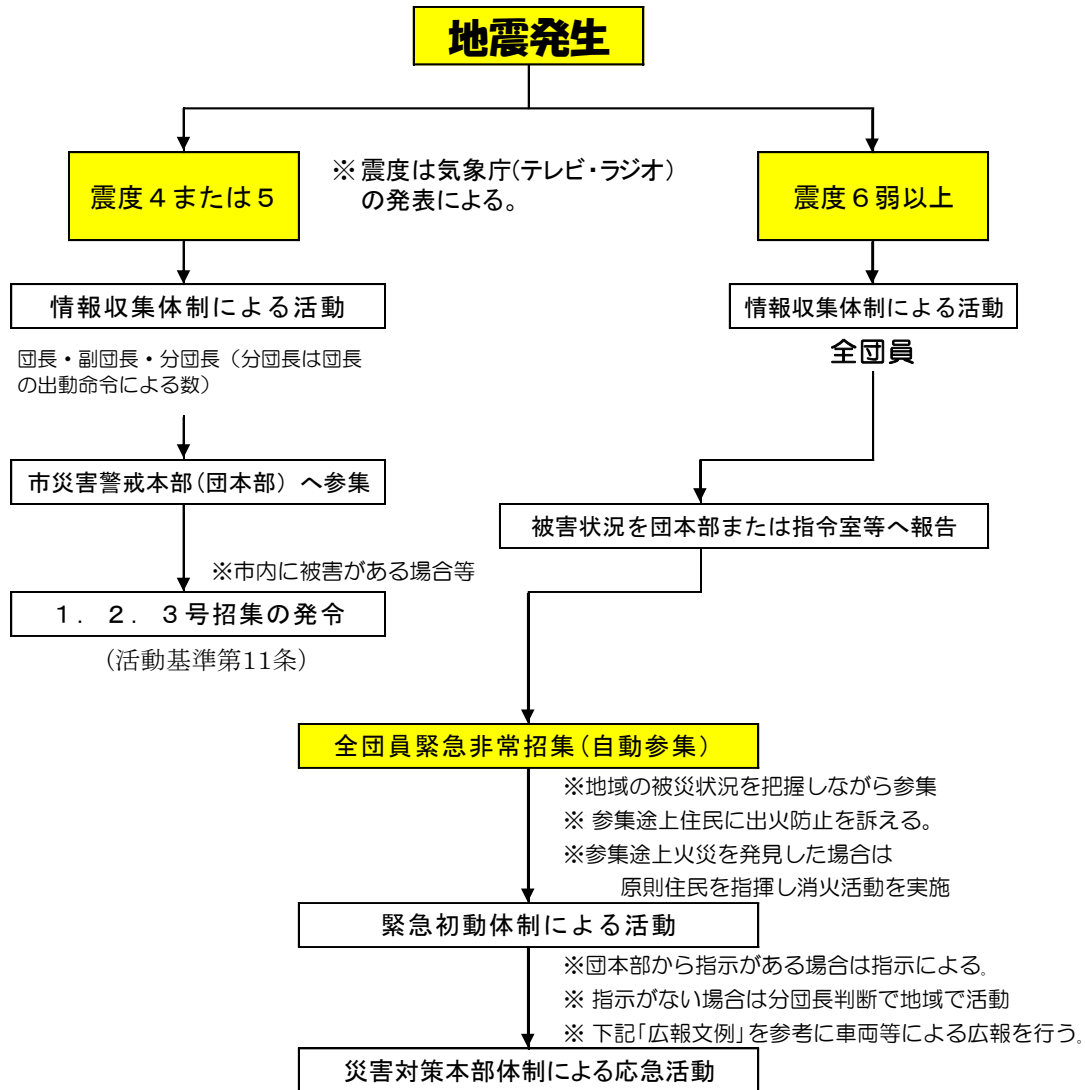 地震発生
震度４または５
※ 震度は気象庁(テレビ・ラジオ)
の発表による。
震度６弱以上
情報収集体制による活動
団長・副団長・分団長（分団長は団長
の出動命令による数）
市災害警戒本部(団本部）へ参集
※市内に被害がある場合等
１．２．３号招集の発令
(活動基準第11条)
情報収集体制による活動
全団員
被害状況を団本部または指令室等へ報告
全団員緊急非常招集(自動参集）
※地域の被災状況を把握しながら参集
※ 参集途上住民に出火防止を訴える。
※参集途上火災を発見した場合は
原則住民を指揮し消火活動を実施
緊急初動体制による活動
※団本部から指示がある場合は指示による。
※ 指示がない場合は分団長判断で地域で活動
※ 下記「広報文例」を参考に車両等による広報を行う。
災害対策本部体制による応急活動